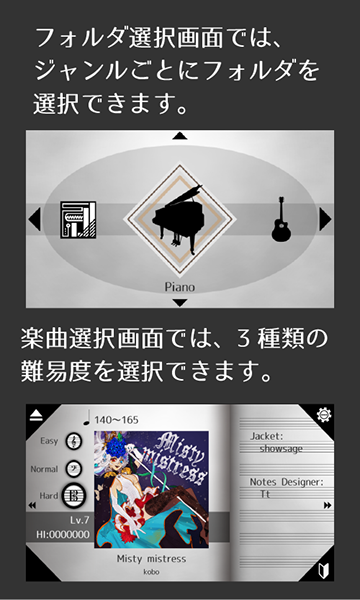 フォルダ選択画面では、
ジャンルごとにフォルダを
選択できます。
Piano
楽曲選択画面では、3種類の
難易度を選択できます。
140〜165
Easy
Normal
Hard
Lv.7
HI:0000000
Misty
mistress
Misty mistress
kobo
Jacket:
showsage
Notes Designer:
Tt